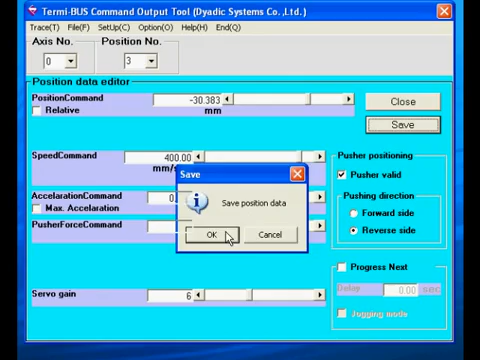 Termi-BUS Command Output Tool (Dyadic Systems Co.,Ltd.)
Trace(T) File(F) SetUp(C) Option(O) Help(H) End(Q)
Axis No. Position No.
0 3
Position data editor
PositionCommand -30.383
Relative mm
Close
Save
SpeedCommand 400.00
mm/s
Pusher positioning
Pusher valid
Save
AccelarationCommand 0.
Max. Acceleration
Save position data
Pushing direction
Forward side
PusherForceCommand
Reverse side
OK Cancel
Progress Next
Delay 0.00 sec
Servo gain 6
Jogging mode